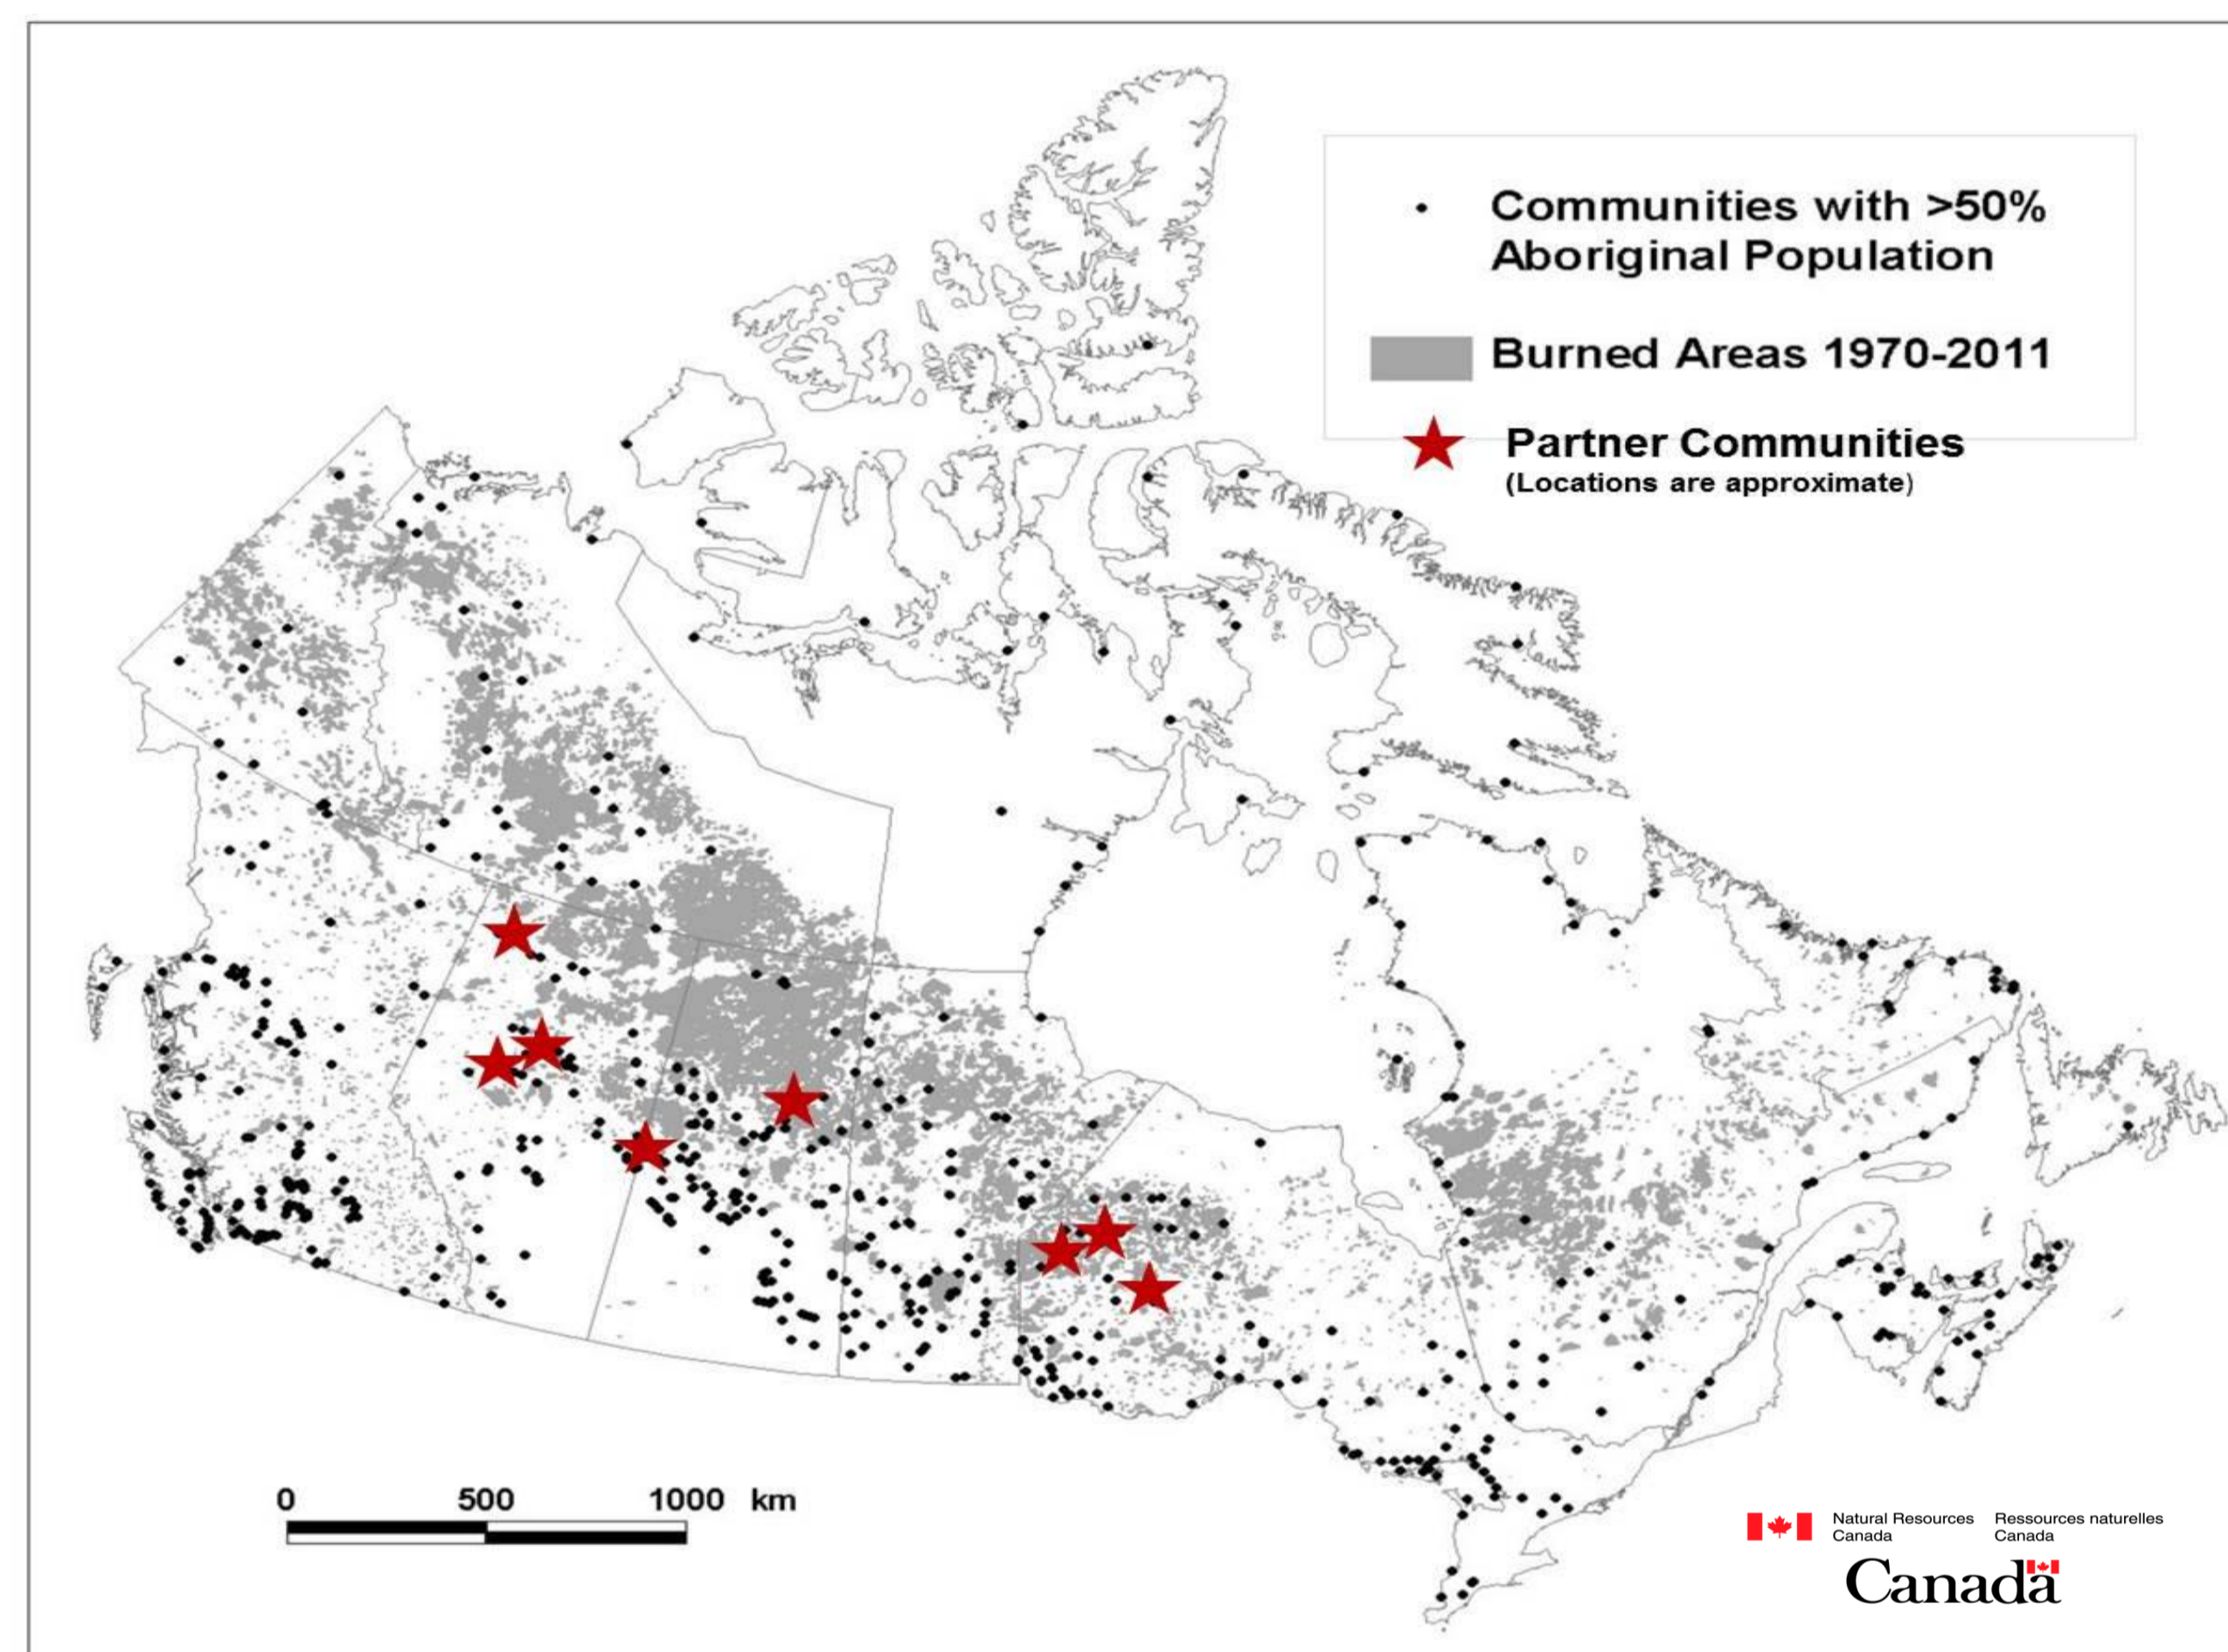 Communities with >50%
Aboriginal Population
Burned Areas 1970-2011
Partner Communities
(Locations are approximate)
0 500 1000 km
Natural Resources Ressources naturelles
Canada Canada
Canada